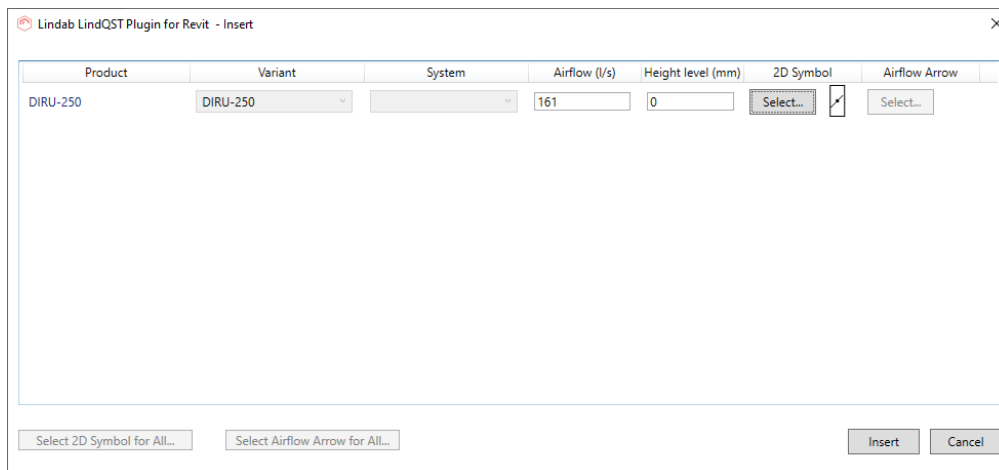 Lindab LindQST Plugin for Revit - Insert
Product Variant System Airflow (l/s) Height level (mm) 2D Symbol Airflow Arrow
DIRU-250 DIRU-250 161 0 Select... Select...
Select 2D Symbol for All... Select Airflow Arrow for All... Insert Cancel